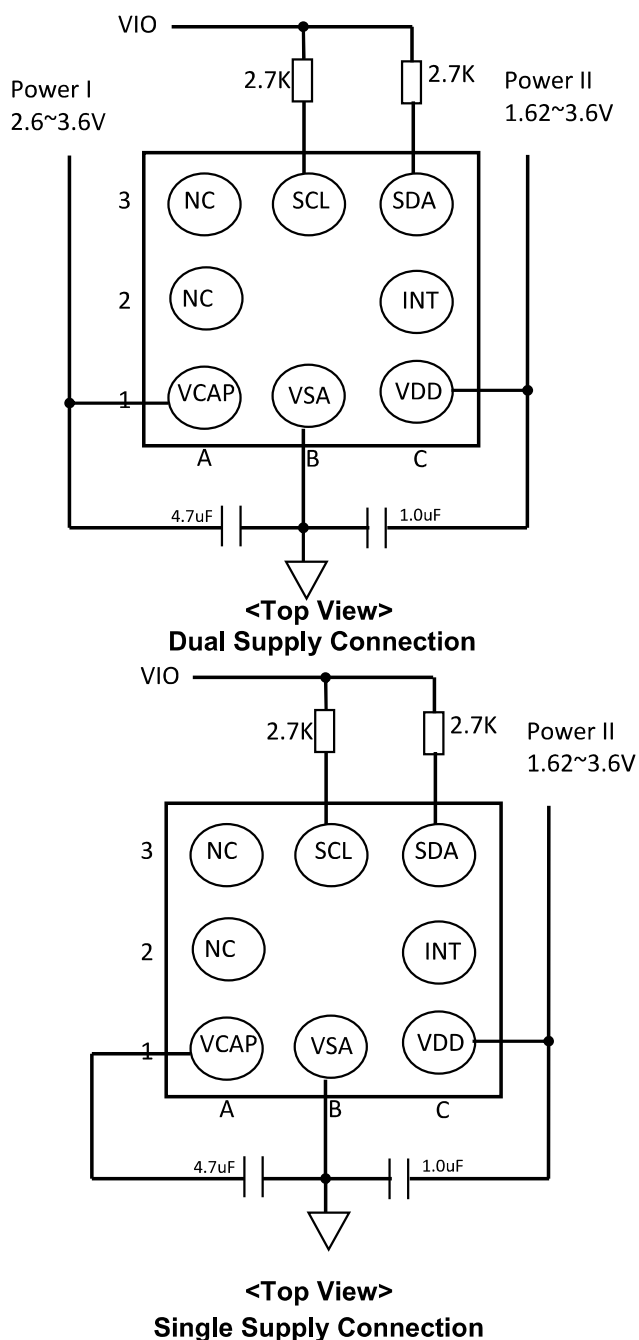 VIO
2.7K 2.7K
Power I
2.6~3.6V
Power II
1.62~3.6V
3 NC SCL SDA
2 NC INT
1 VCAP VSA VDD
A B C
4.7uF 1.0uF
<Top View>
Dual Supply Connection
VIO
2.7K 2.7K
Power II
1.62~3.6V
3 NC SCL SDA
2 NC INT
1 VCAP VSA VDD
A B C
4.7uF 1.0uF
<Top View>
Single Supply Connection